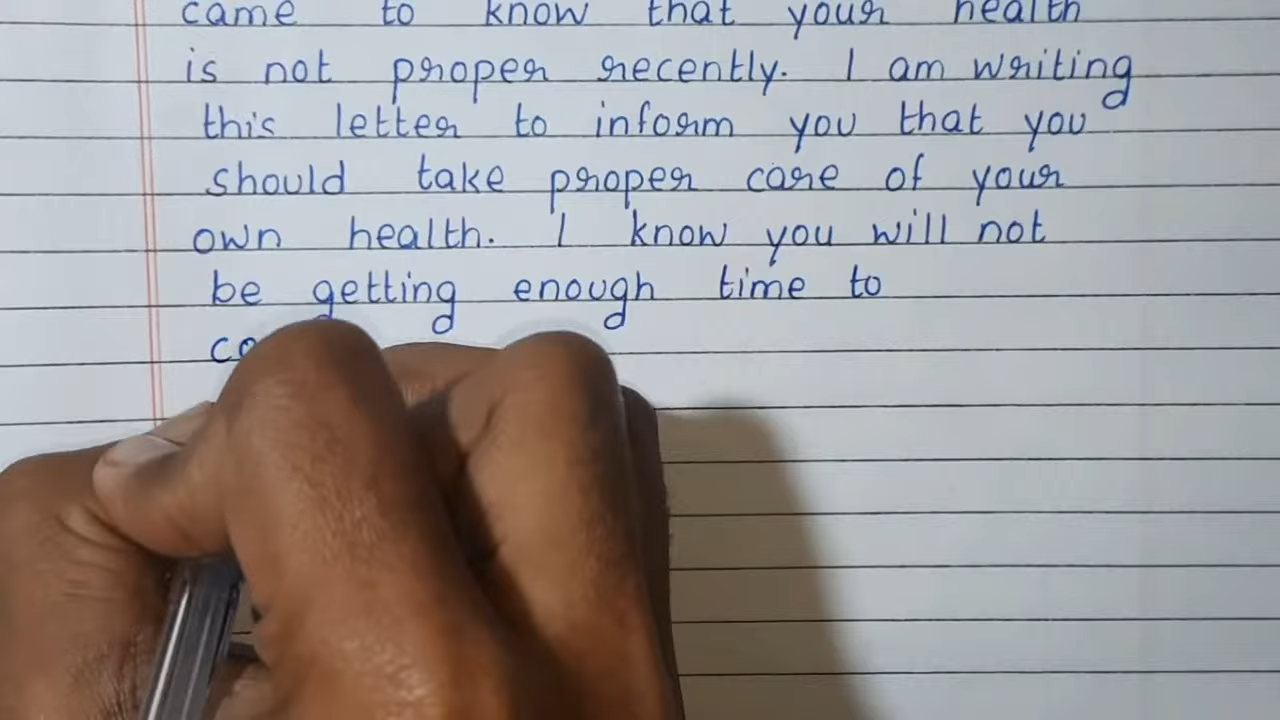 came to know that your health
is not proper recently. I am writing
this letter to inform you that you
should take proper care of your
own health. I know you will not
be getting enough time to